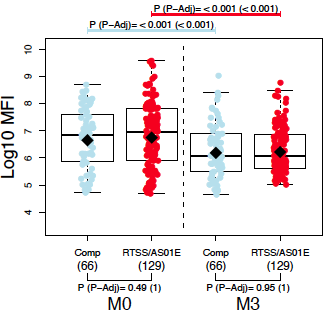 P (P-Adj)= < 0.001 (< 0.001)
P (P-Adj)= < 0.001 (< 0.001)
Log10 MFI
10
9
8
7
6
5
4
Comp RTSS/AS01E Comp RTSS/AS01E
(66) (129) (66) (129)
P (P-Adj)= 0.49 (1) P (P-Adj)= 0.95 (1)
M0 M3